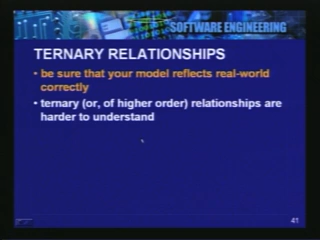 SOFTWARE ENGINEERING
TERNARY RELATIONSHIPS
• be sure that your model reflects real-world
correctly
• ternary (or, of higher order) relationships are
harder to understand
41